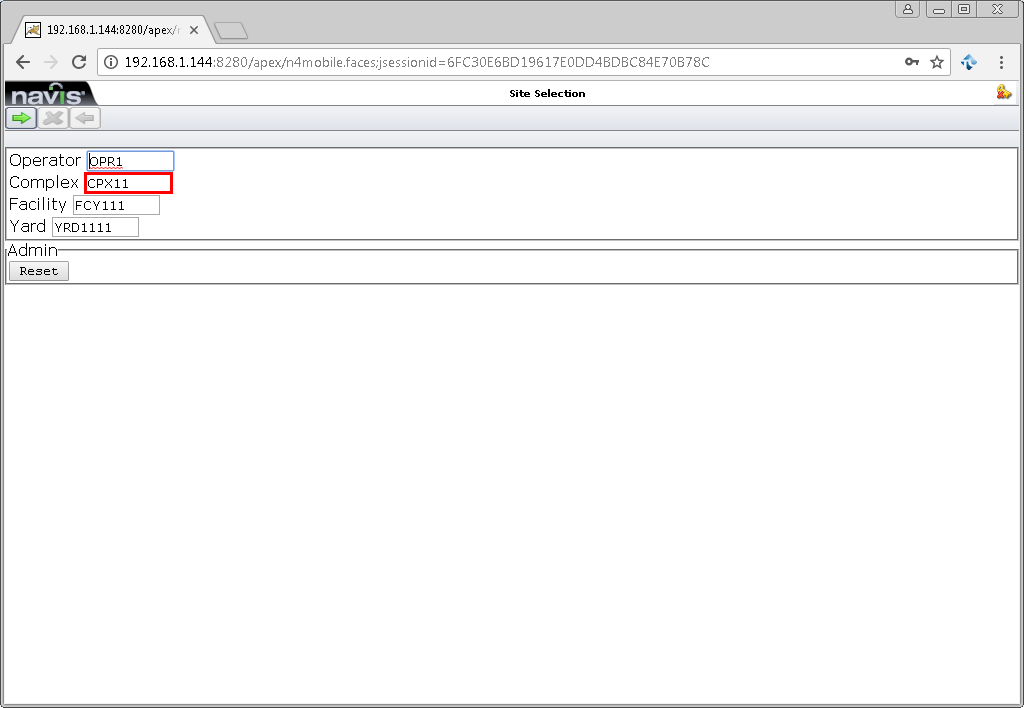 192.168.1.144:8280/apex/r
192.168.1.144:8280/apex/n4mobile.faces;jsessionid=6FC30E6BD19617E0DD4BDBC84E70B78C
navis
Site Selection
Operator OPR1
Complex CPX11
Facility FCY111
Yard YRD1111
Admin
Reset